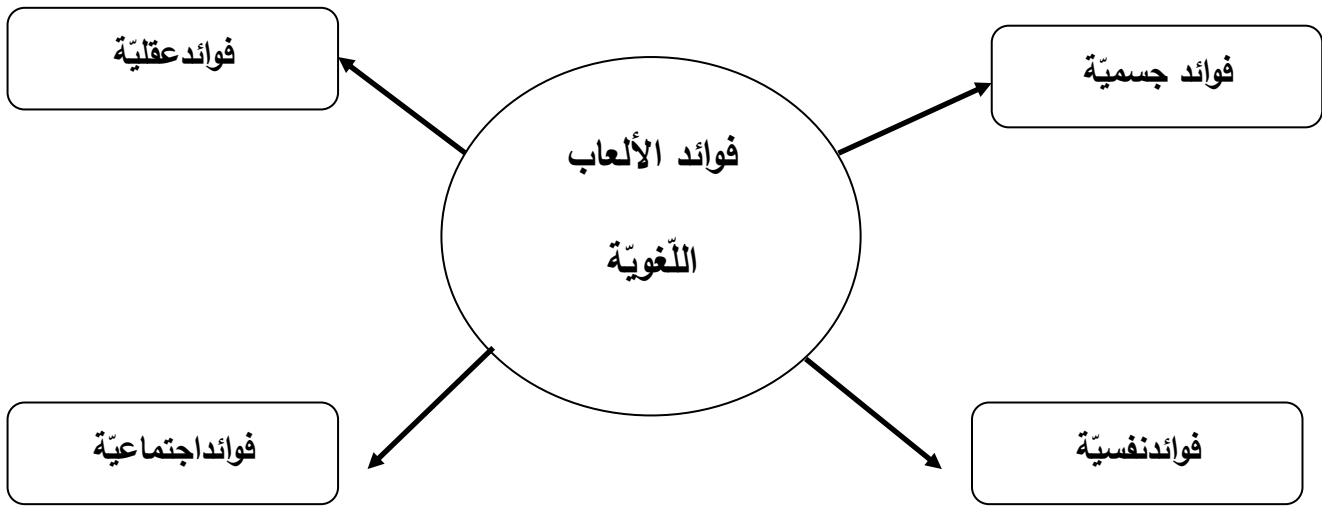 فوائد جسميّة
فوائدعقليّة
فوائد الألعاب
اللّغويّة
فوائدنفسيّة
فوائداجتماعيّة